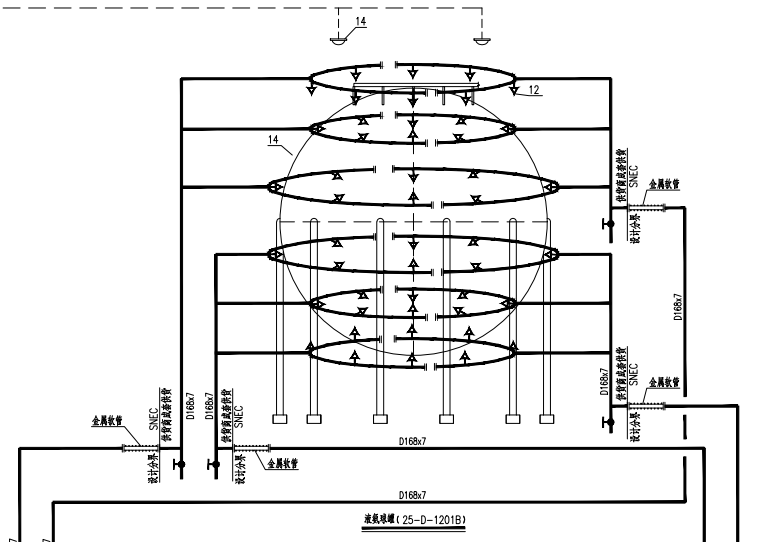 14
12
14
供货商成套供货
SNEC
设计分界
金属软管
D168x7
D168x7
供货商成套供货
SNEC
设计分界
金属软管
金属软管
SNEC
供货商成套供货
设计分界
D168x7
D168x7
供货商成套供货
SNEC
设计分界
金属软管
D168x7
D168x7
液氨球罐(25-D-1201B)